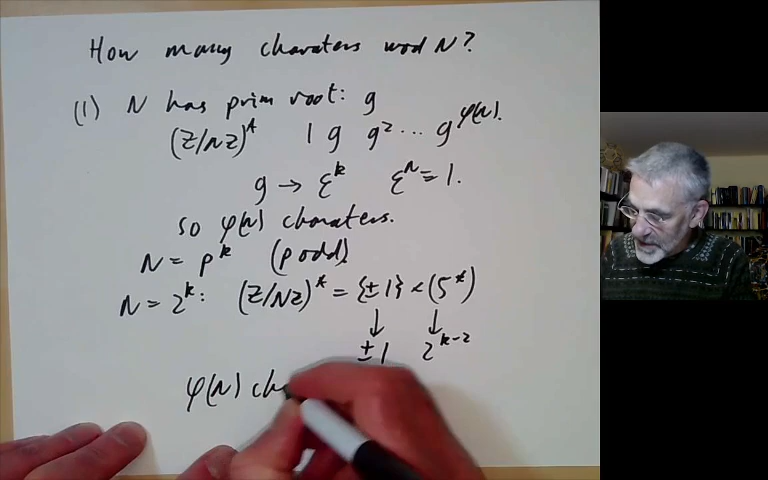 How many charaters mod N?
(1) N has prim root: g
(Z/NZ)* 1 g g² ... g^φ(N).
g → ξ^k ξ^N = 1.
so φ(N) charaters.
N = p^k (p odd)
N = 2^k: (Z/NZ)* = {±1} × (5*)
↓ ↓
±1 2^k-2
φ(N) cha